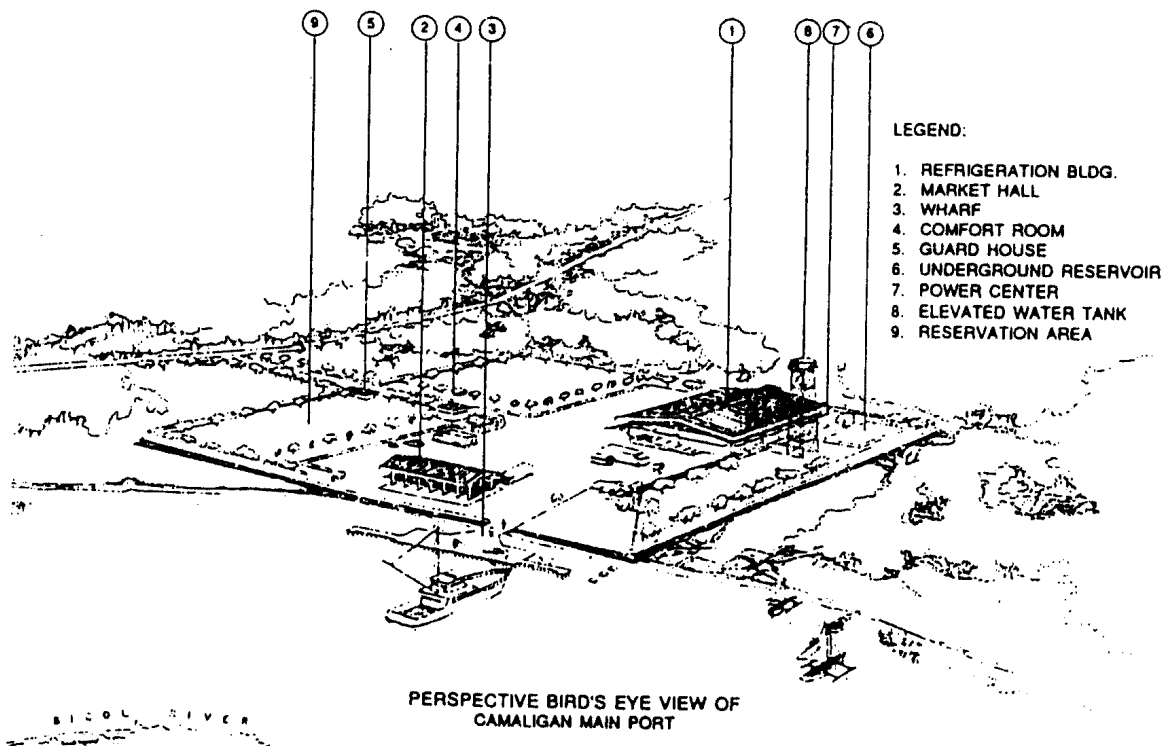 9 5 2 4 3 1 8 7 6
LEGEND:
1. REFRIGERATION BLDG.
2. MARKET HALL
3. WHARF
4. COMFORT ROOM
5. GUARD HOUSE
6. UNDERGROUND RESERVOIR
7. POWER CENTER
8. ELEVATED WATER TANK
9. RESERVATION AREA
PERSPECTIVE BIRD'S EYE VIEW OF
CAMALIGAN MAIN PORT
BICOL RIVER